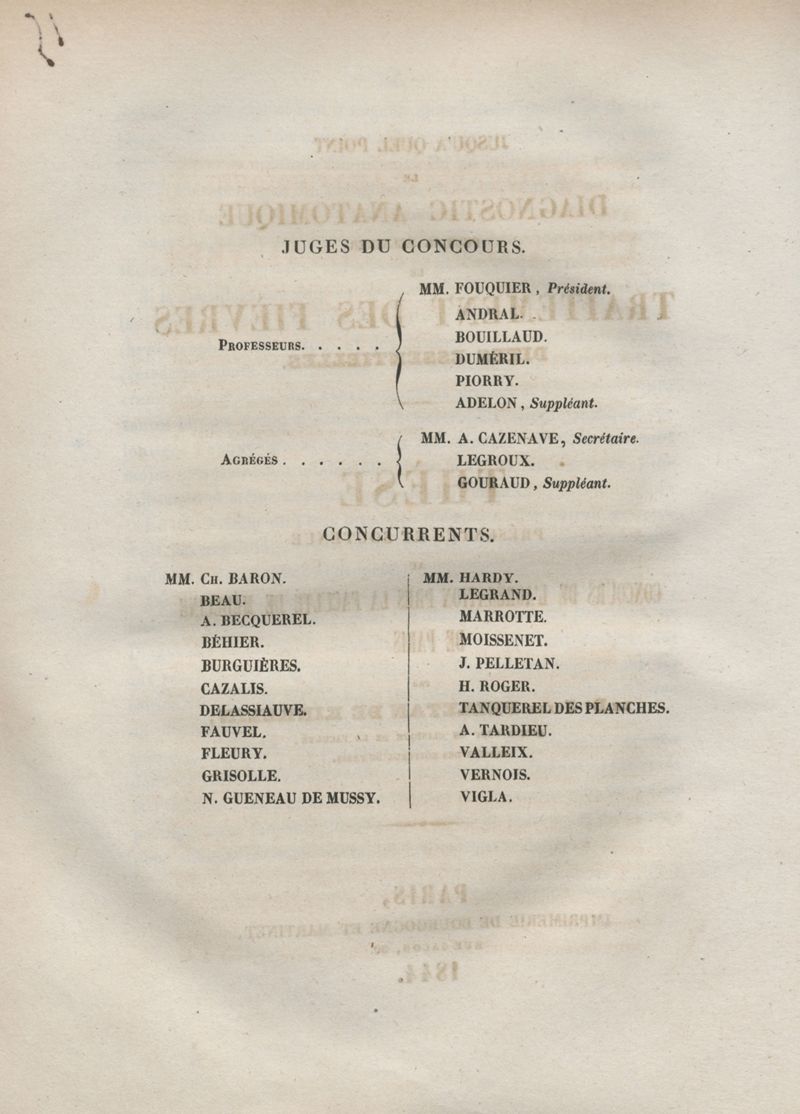 JUGES DU CONCOURS.
MM. FOUQUIER, Président.
ANDRAL.
BOUILLAUD.
PROFESSEURS. . . . .
DUMÉRIL.
PIORRY.
ADELON, Suppléant.
MM. A. CAZENAVE, Secrétaire.
AGRÉGÉS . . . . . .
LEGROUX.
GOURAUD, Suppléant.
CONCURRENTS.
MM. CH. BARON.
BEAU.
A. BECQUEREL.
BÉHIER.
BURGUIÈRES.
CAZALIS.
DELASSIAUVE.
FAUVEL.
FLEURY.
GRISOLLE.
N. GUENEAU DE MUSSY.
MM. HARDY.
LEGRAND.
MARROTTE.
MOISSENET.
J. PELLETAN.
H. ROGER.
TANQUEREL DES PLANCHES.
A. TARDIEU.
VALLEIX.
VERNOIS.
VIGLA.